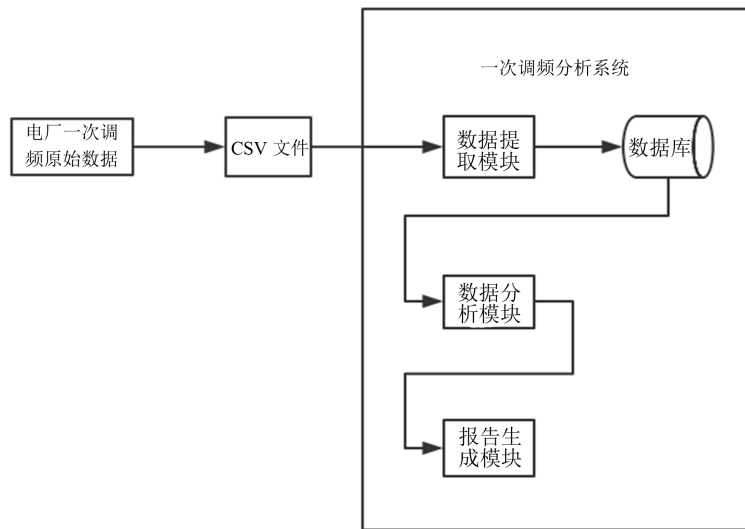 一次调频分析系统
电厂一次调
频原始数据
CSV 文件
数据提
取模块
数据库
数据分
析模块
报告生
成模块